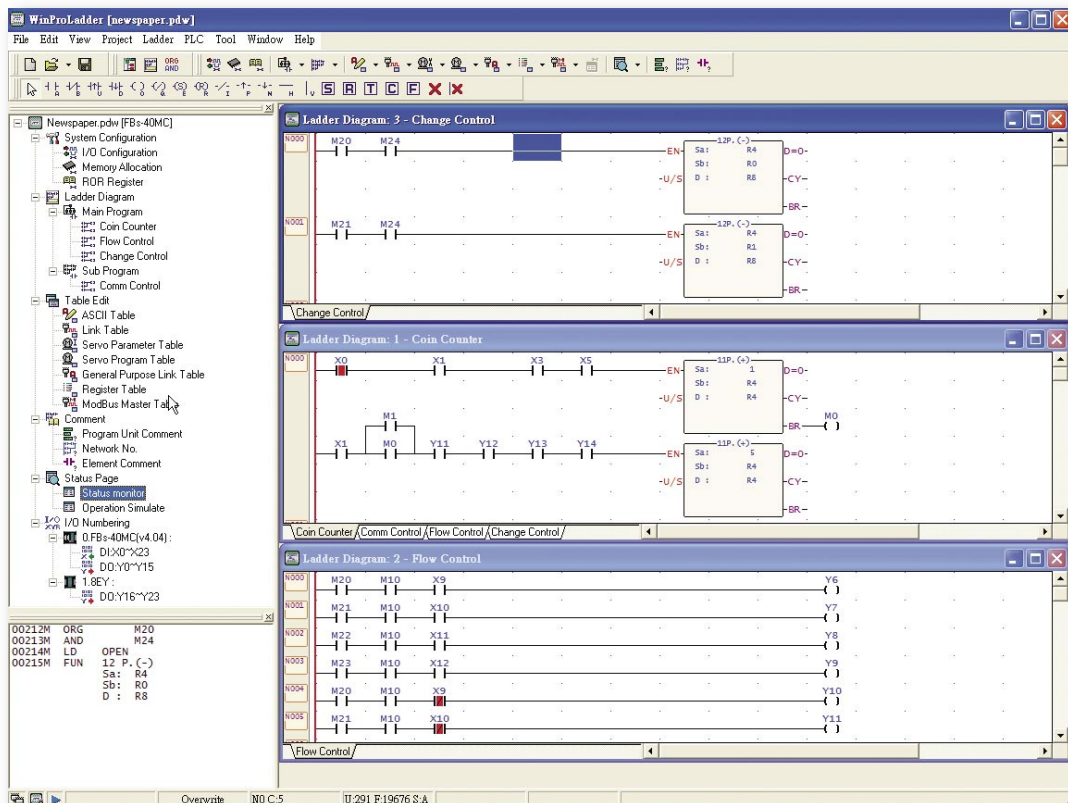 WinProLadder [newspaper.pdw]
File Edit View Project Ladder PLC Tool Window Help
ORG
AND
A B U D O Q E R I P N H V S R T C F
Newspaper.pdw [FBs-40MC]
System Configuration
I/O Configuration
Memory Allocation
ROR Register
Ladder Diagram
Main Program
Coin Counter
Flow Control
Change Control
Sub Program
Comm Control
Table Edit
ASCII Table
Link Table
Servo Parameter Table
Servo Program Table
General Purpose Link Table
Register Table
ModBus Master Table
Comment
Program Unit Comment
Network No.
Element Comment
Status Page
Status monitor
Operation Simulate
I/O Numbering
0.FBs-40MC(v4.04) :
DI:X0~X23
DO:Y0~Y15
1.8EY :
DO:Y16~Y23
00212M ORG M20
00213M AND M24
00214M LD OPEN
00215M FUN 12 P.(-)
Sa: R4
Sb: R0
D : R8
Ladder Diagram: 3 - Change Control
N000 M20 M24 12P.(-)
EN Sa: R4 D=0
Sb: R0
-U/S D : R8 CY
BR
N001 M21 M24 12P.(-)
EN Sa: R4 D=0
Sb: R1
-U/S D : R8 CY
BR
Change Control
Ladder Diagram: 1 - Coin Counter
N000 X0 X1 X3 X5 11P.(+)
EN Sa: 1 D=0
Sb: R4
-U/S D : R4 CY
M1 M0
BR
X1 M0 Y11 Y12 Y13 Y14 11P.(+)
EN Sa: 5 D=0
Sb: R4
-U/S D : R4 CY
BR
Coin Counter Comm Control Flow Control Change Control
Ladder Diagram: 2 - Flow Control
N000 M20 M10 X9 Y6
N001 M21 M10 X10 Y7
N002 M22 M10 X11 Y8
N003 M23 M10 X12 Y9
N004 M20 M10 X9 Y10
N005 M21 M10 X10 Y11
Flow Control
Overwrite N0 C:5 U:291 F:19676 S:A